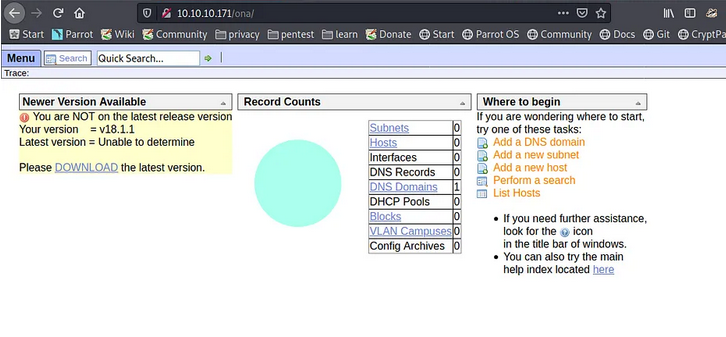 10.10.10.171/ona/
Start Parrot Wiki Community privacy pentest learn Donate Start Parrot OS Community Docs Git CryptPa
Menu Search Quick Search...
Trace:
Newer Version Available
You are NOT on the latest release version
Your version = v18.1.1
Latest version = Unable to determine
Please DOWNLOAD the latest version.
Record Counts
Subnets 0
Hosts 0
Interfaces 0
DNS Records 0
DNS Domains 1
DHCP Pools 0
Blocks 0
VLAN Campuses 0
Config Archives 0
Where to begin
If you are wondering where to start,
try one of these tasks:
Add a DNS domain
Add a new subnet
Add a new host
Perform a search
List Hosts
• If you need further assistance,
look for the icon
in the title bar of windows.
• You can also try the main
help index located here